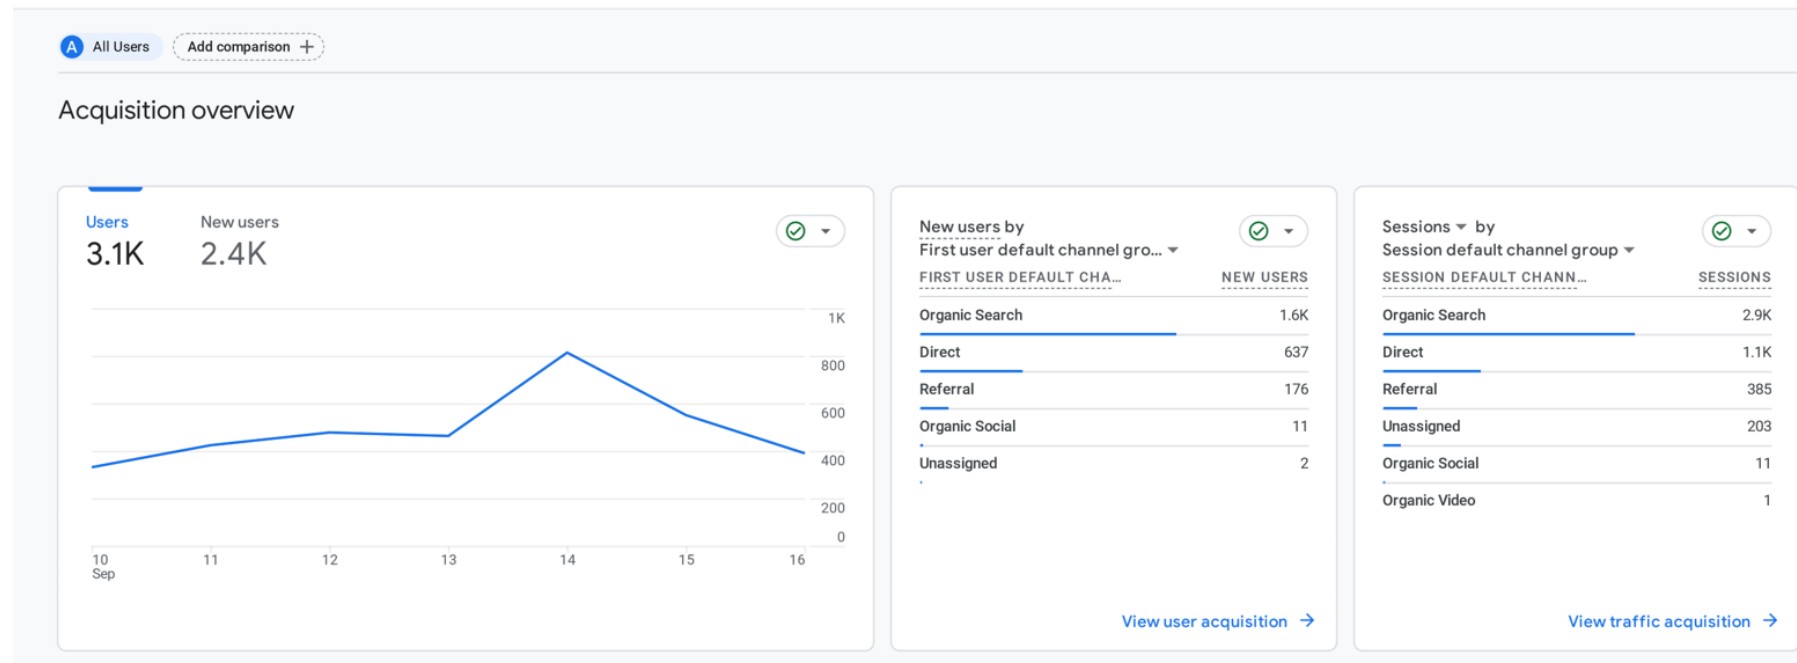 A All Users Add comparison +
Acquisition overview
Users New users
3.1K 2.4K
1K
800
600
400
200
0
10 11 12 13 14 15 16
Sep
New users by
First user default channel gro...
FIRST USER DEFAULT CHA... NEW USERS
Organic Search 1.6K
Direct 637
Referral 176
Organic Social 11
Unassigned 2
View user acquisition →
Sessions by
Session default channel group
SESSION DEFAULT CHANN... SESSIONS
Organic Search 2.9K
Direct 1.1K
Referral 385
Unassigned 203
Organic Social 11
Organic Video 1
View traffic acquisition →